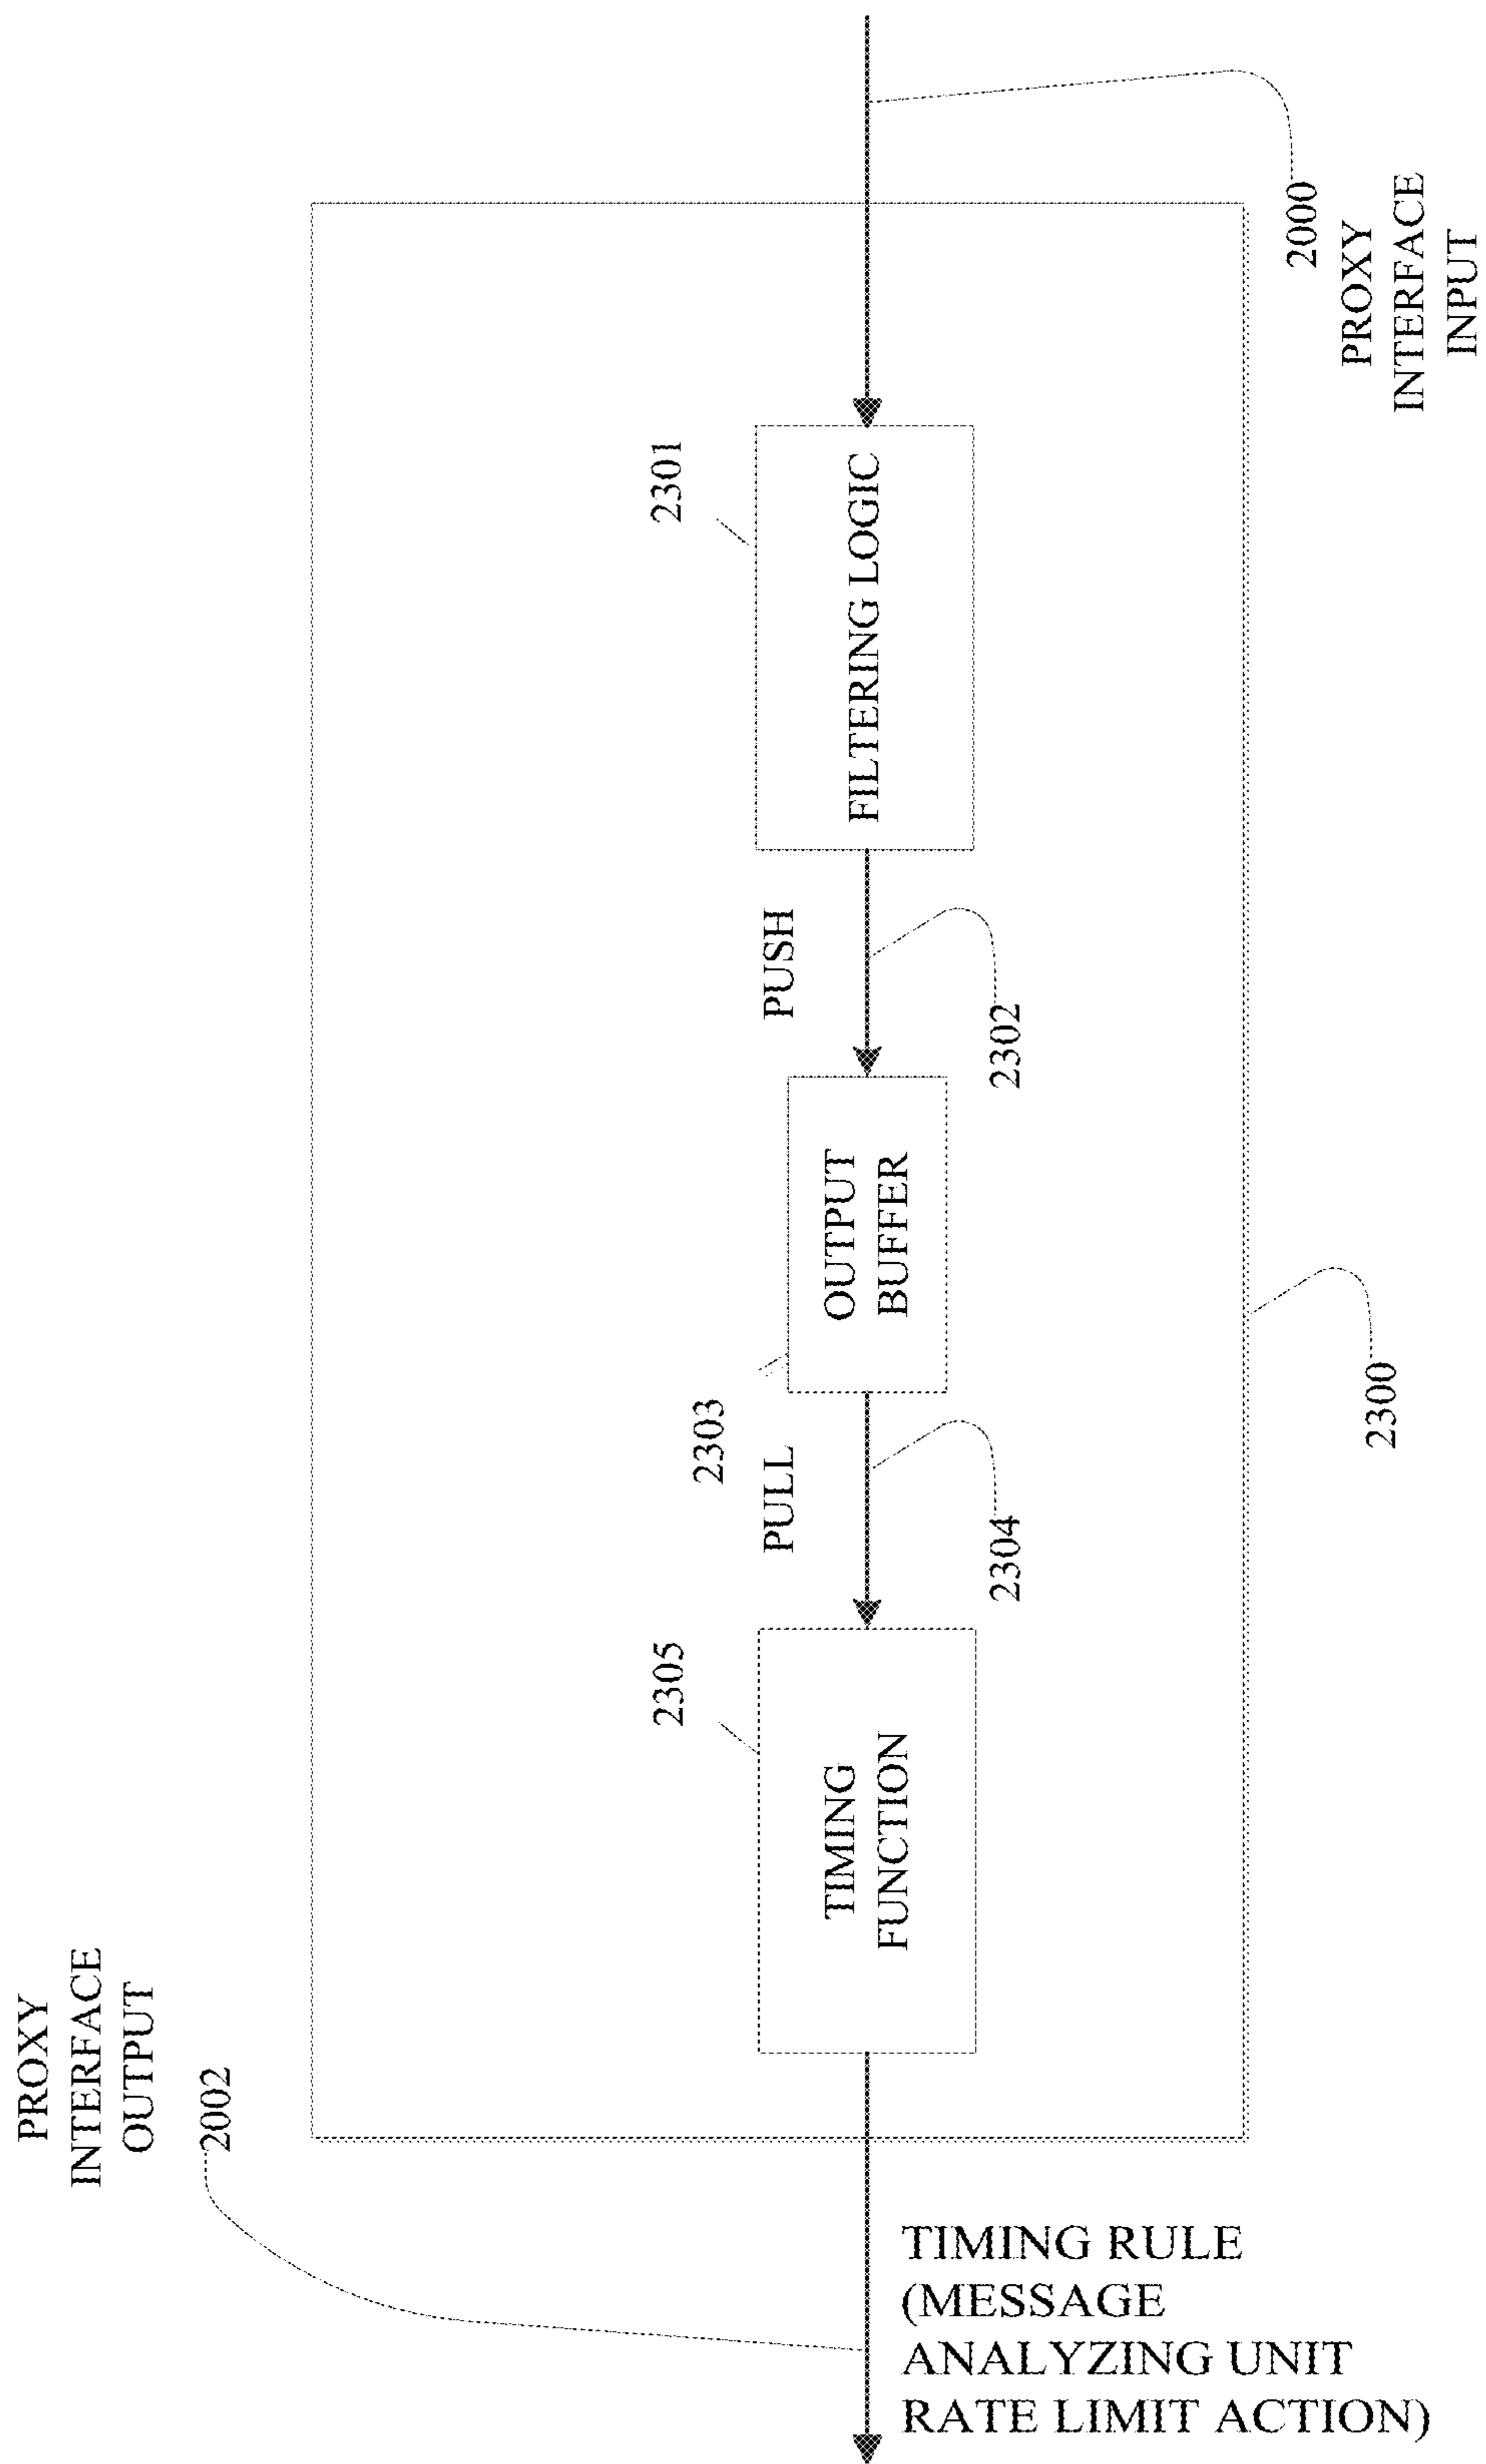 2000
PROXY
INTERFACE
INPUT
2301
FILTERING LOGIC
PUSH
2302
OUTPUT
BUFFER
2303
PULL
2304
2300
2305
TIMING
FUNCTION
PROXY
INTERFACE
OUTPUT
2002
TIMING RULE
(MESSAGE
ANALYZING UNIT
RATE LIMIT ACTION)